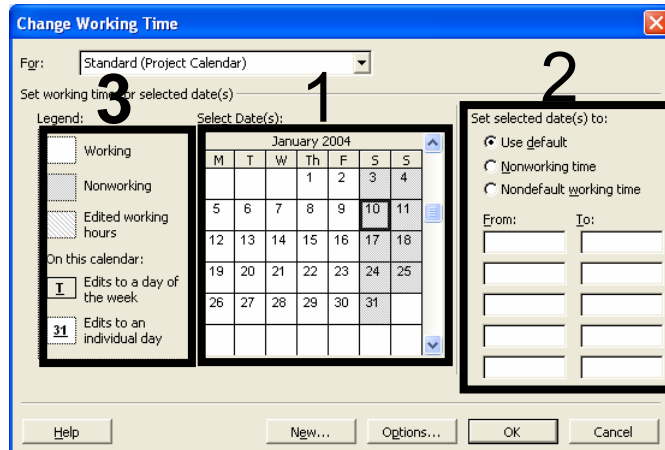 Change Working Time
For: Standard (Project Calendar)
Set working time for selected date(s)
3 1 2
Legend:
Working
Nonworking
Edited working
hours
On this calendar:
T Edits to a day of
the week
31 Edits to an
individual day
Select Date(s):
January 2004
M T W Th F S S
1 2 3 4
5 6 7 8 9 10 11
12 13 14 15 16 17 18
19 20 21 22 23 24 25
26 27 28 29 30 31
Set selected date(s) to:
Use default
Nonworking time
Nondefault working time
From: To:
Help New... Options... OK Cancel